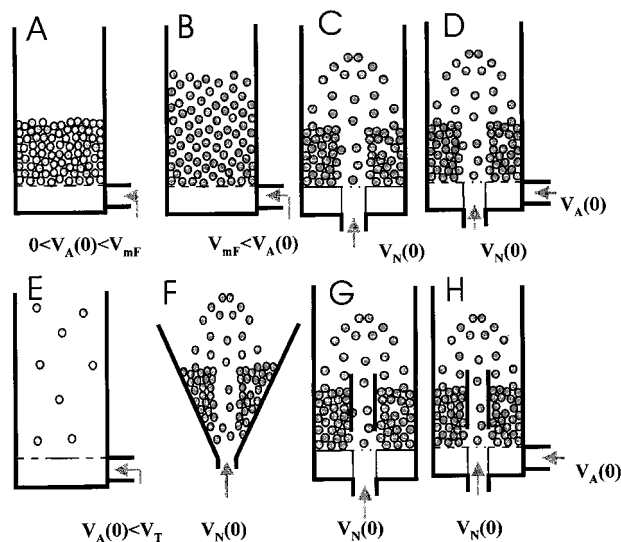 A
B
C
D
0<V_A(0)<V_mF
V_mF<V_A(0)
V_N(0)
V_N(0)
V_A(0)
E
F
G
H
V_A(0)<V_T
V_N(0)
V_N(0)
V_N(0)
V_A(0)